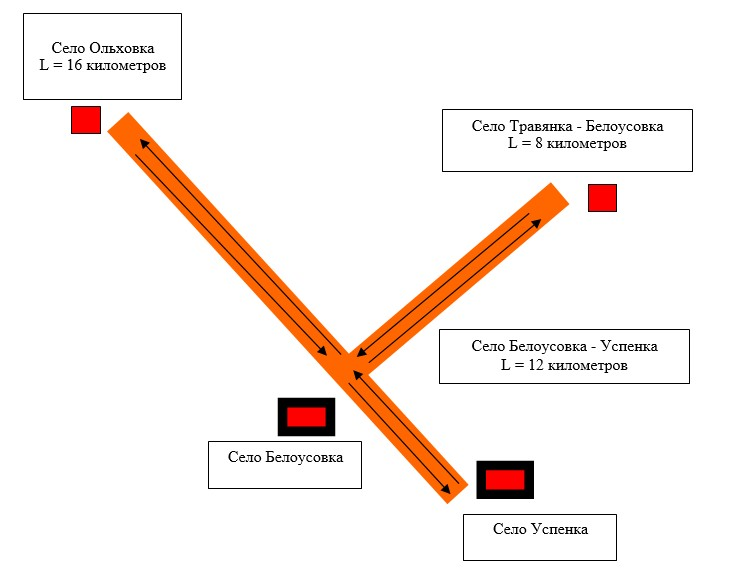 Село Ольховка
L = 16 километров
Село Травянка - Белоусовка
L = 8 километров
Село Белоусовка - Успенка
L = 12 километров
Село Белоусовка
Село Успенка